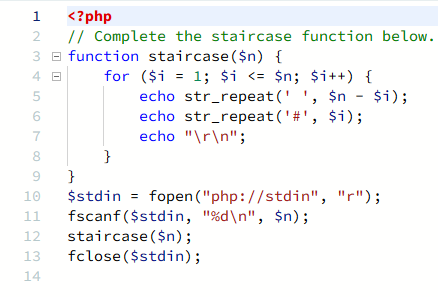 1 <?php
2 // Complete the staircase function below.
3 function staircase($n) {
4     for ($i = 1; $i <= $n; $i++) {
5         echo str_repeat(' ', $n - $i);
6         echo str_repeat('#', $i);
7         echo "\r\n";
8     }
9 }
10 $stdin = fopen("php://stdin", "r");
11 fscanf($stdin, "%d\n", $n);
12 staircase($n);
13 fclose($stdin);
14